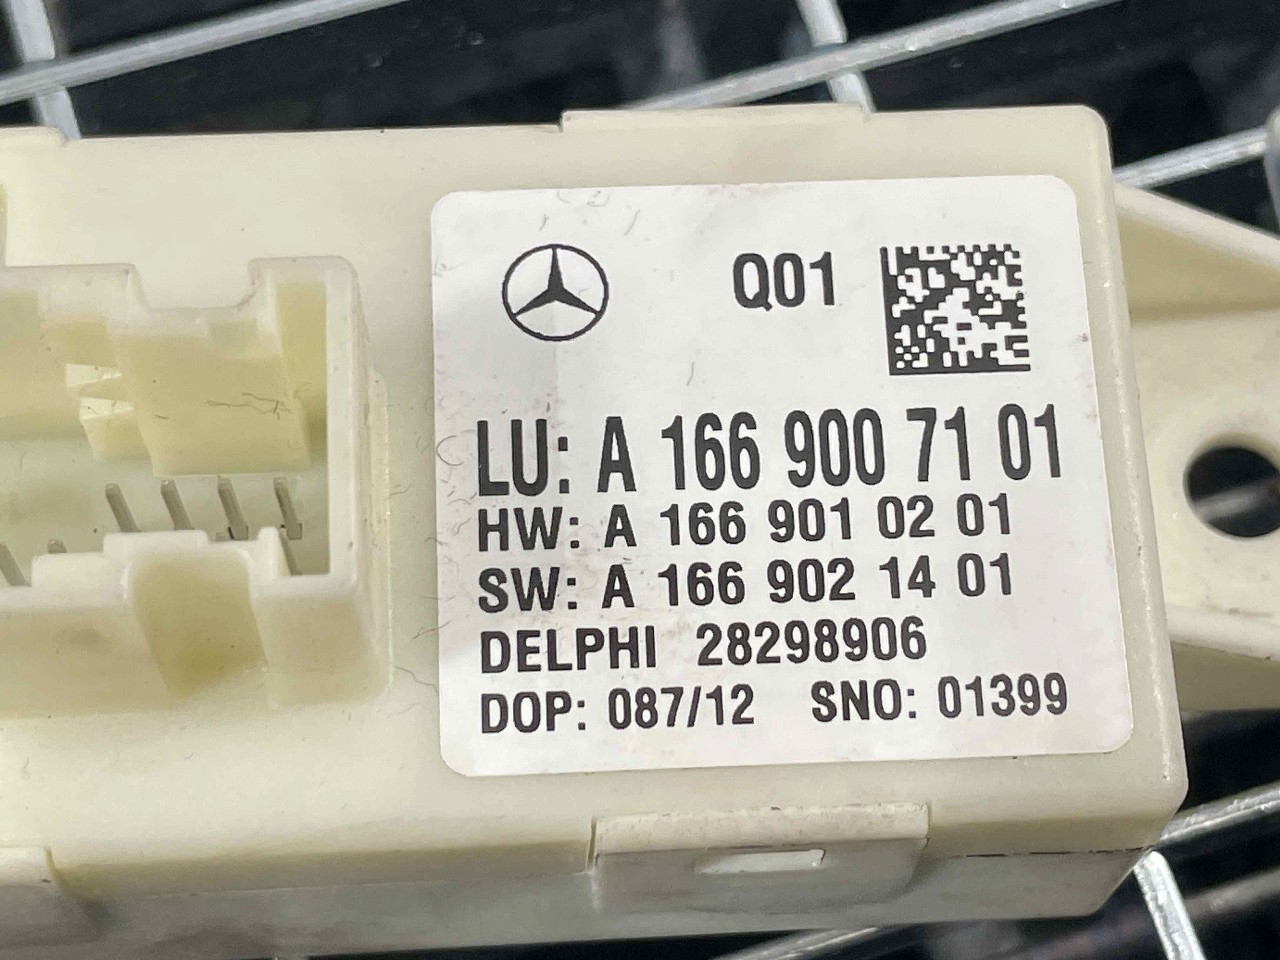 Q01
LU: A 166 900 71 01
HW: A 166 901 02 01
SW: A 166 902 14 01
DELPHI 28298906
DOP: 087/12 SNO: 01399